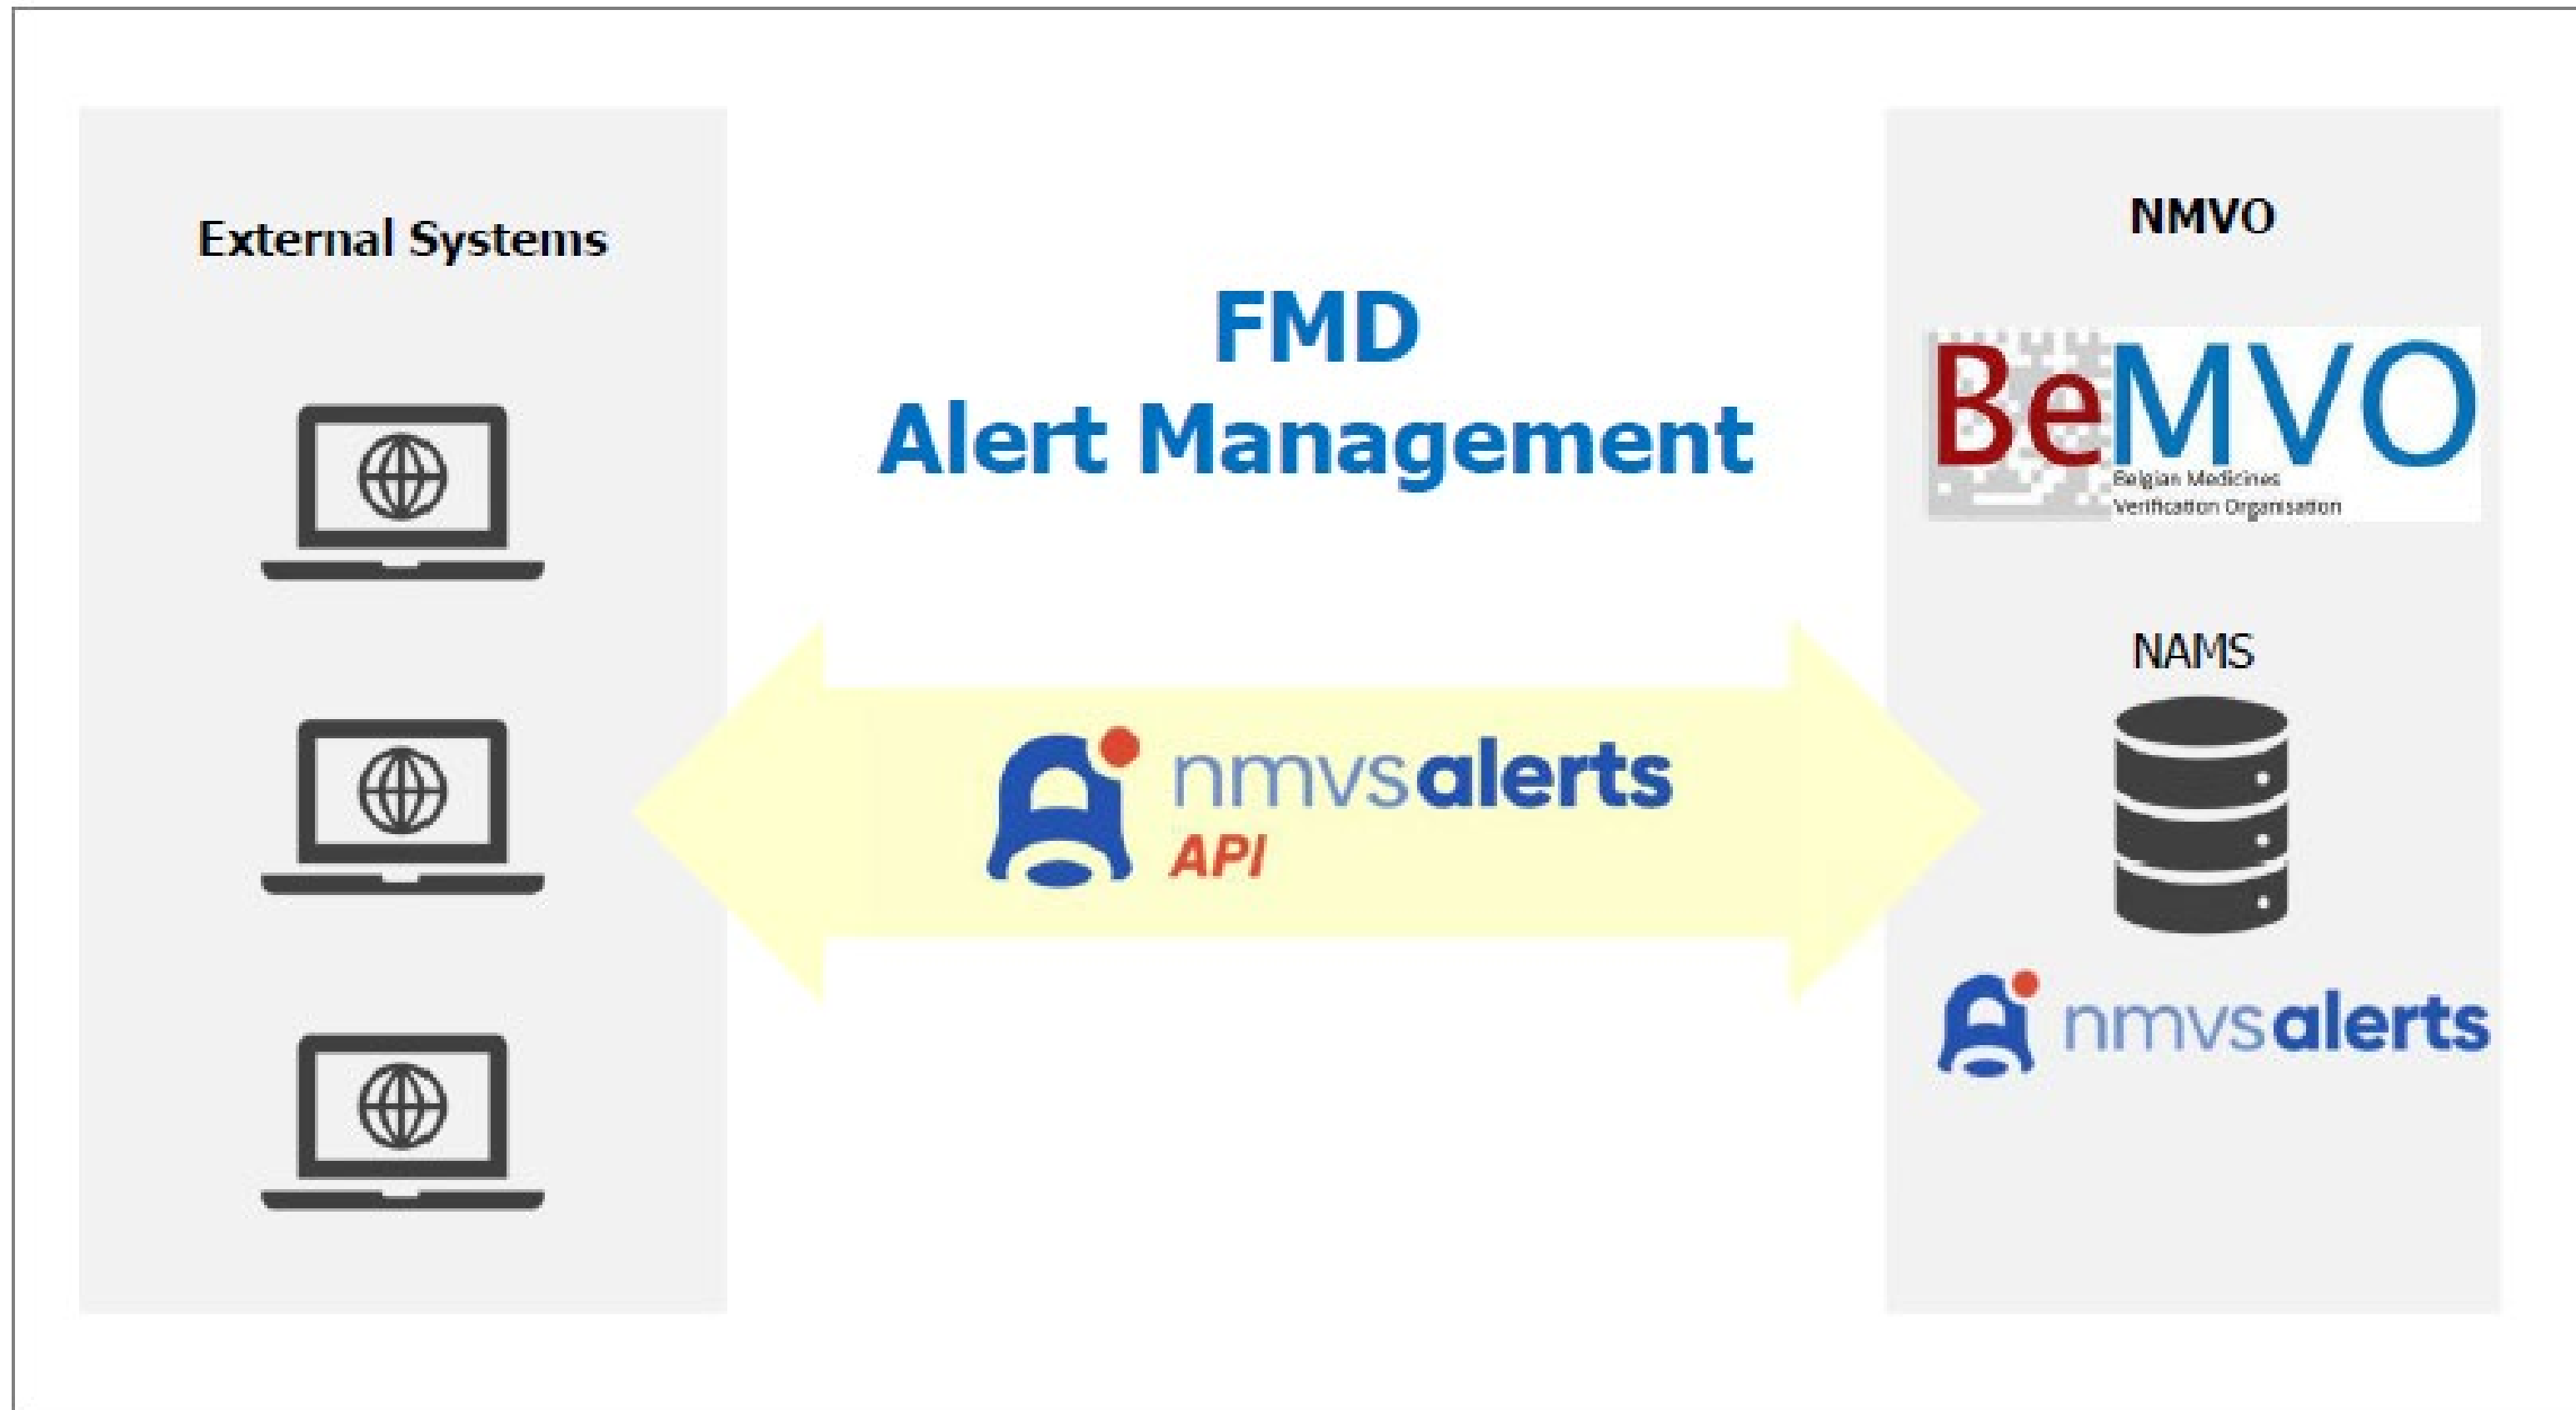 External Systems
FMD
Alert Management
nmvsalerts
API
NMVO
BeMVO
Belgian Medicines
Verification Organisation
NAMS
nmvsalerts